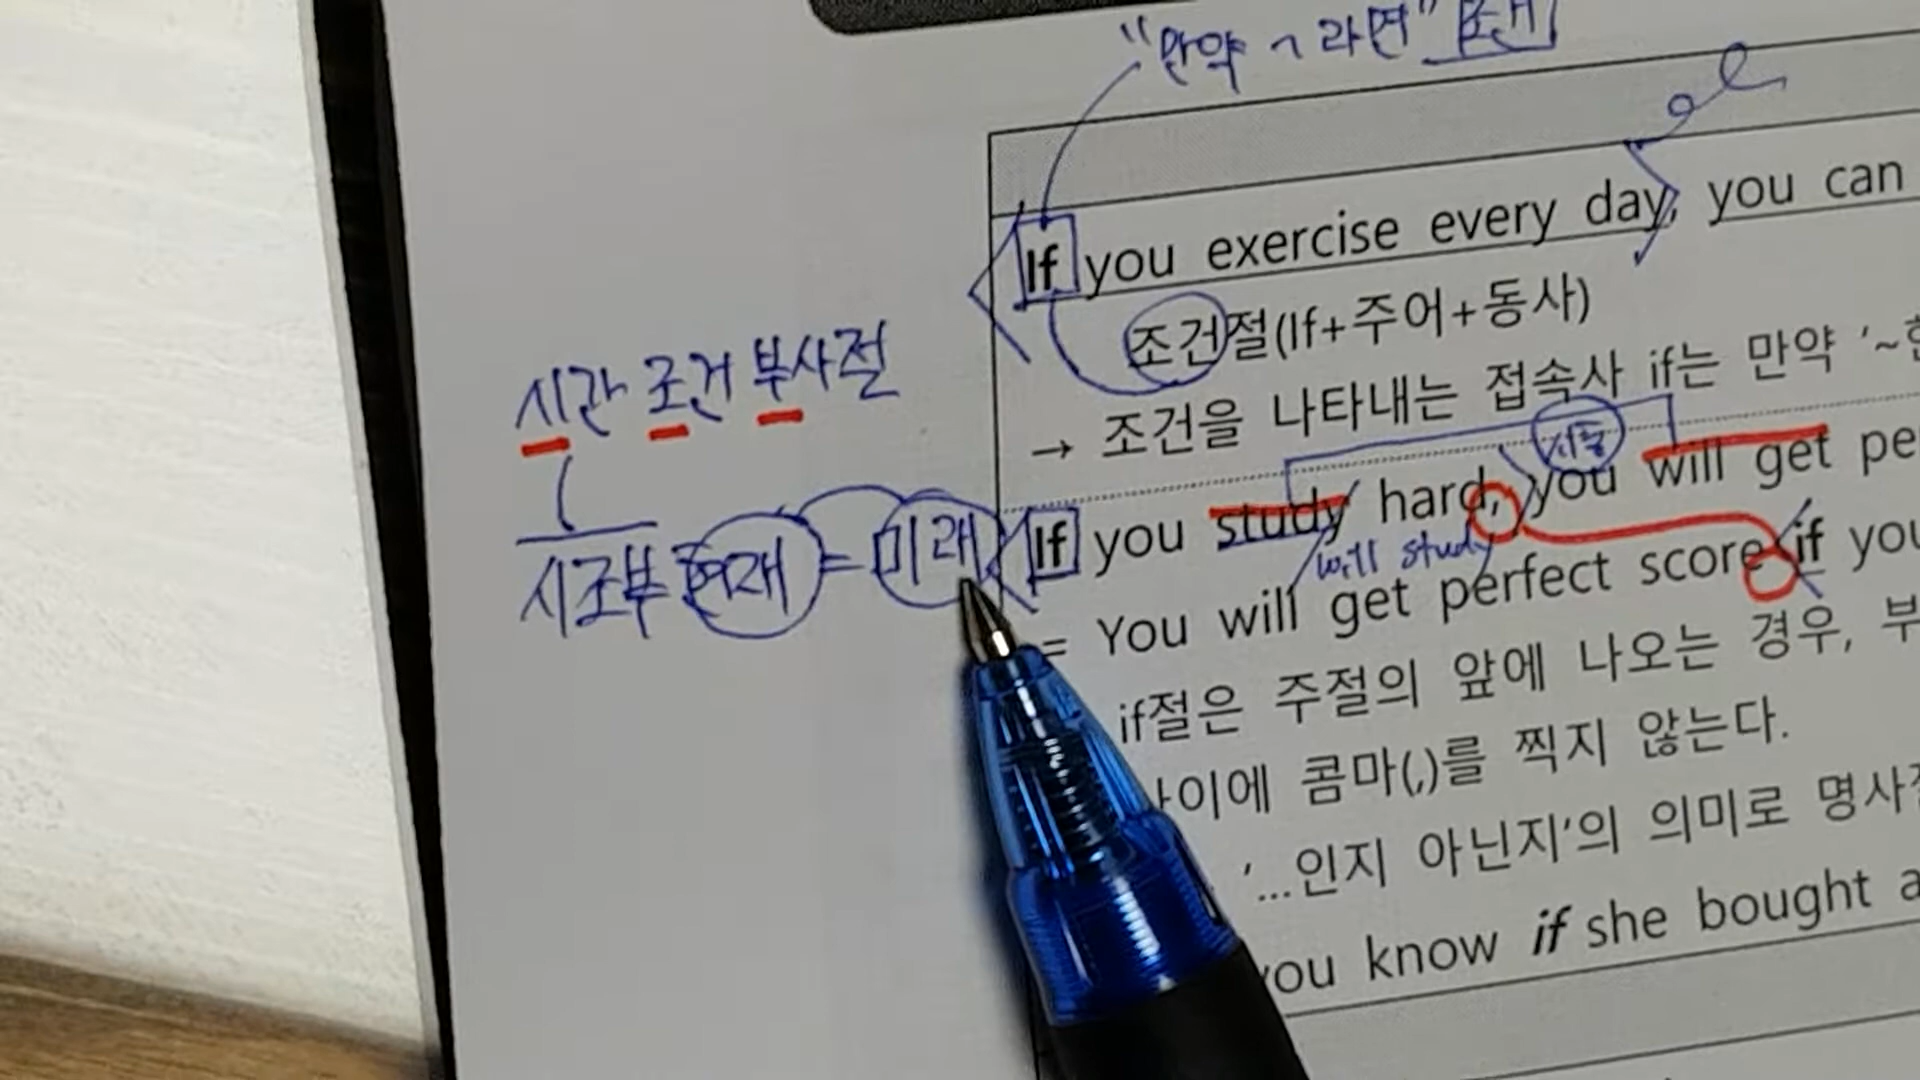 "만약 ~ 라면" 조건
If you exercise every day, you can
조건절(If+주어+동사)
시간 조건 부사절
→ 조건을 나타내는 접속사 if는 만약 '~한
시조부 현재 = 미래
If you study hard, you will get pe
will study
= You will get perfect score if you
if절은 주절의 앞에 나오는 경우, 부
사이에 콤마(,)를 찍지 않는다.
'...인지 아닌지'의 의미로 명사절
you know if she bought a